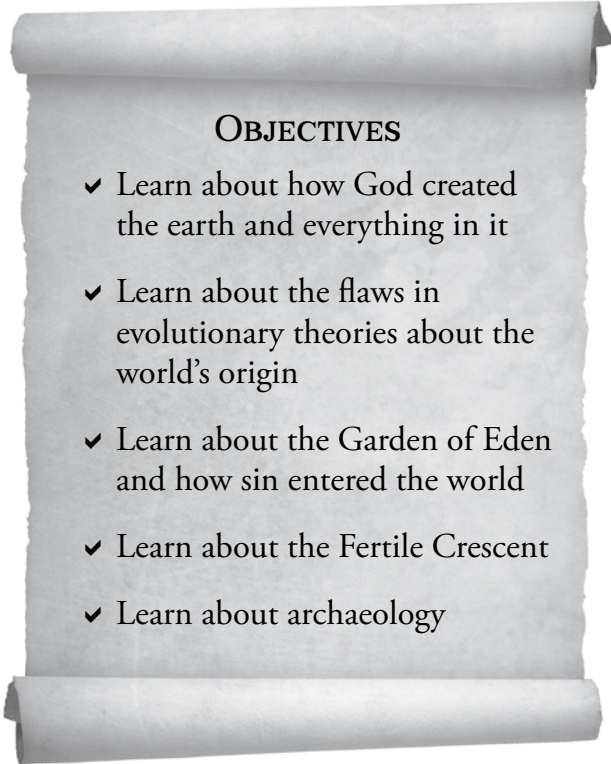 OBJECTIVES
✔ Learn about how God created
the earth and everything in it
✔ Learn about the flaws in
evolutionary theories about the
world’s origin
✔ Learn about the Garden of Eden
and how sin entered the world
✔ Learn about the Fertile Crescent
✔ Learn about archaeology